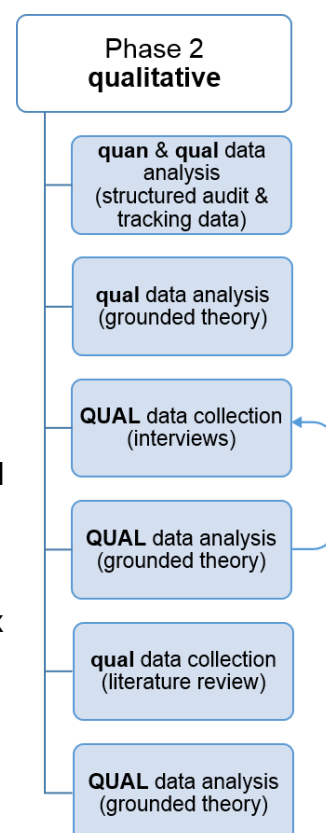 Phase 2
qualitative
quan & qual data
analysis
(structured audit &
tracking data)
qual data analysis
(grounded theory)
QUAL data collection
(interviews)
QUAL data analysis
(grounded theory)
qual data collection
(literature review)
QUAL data analysis
(grounded theory)